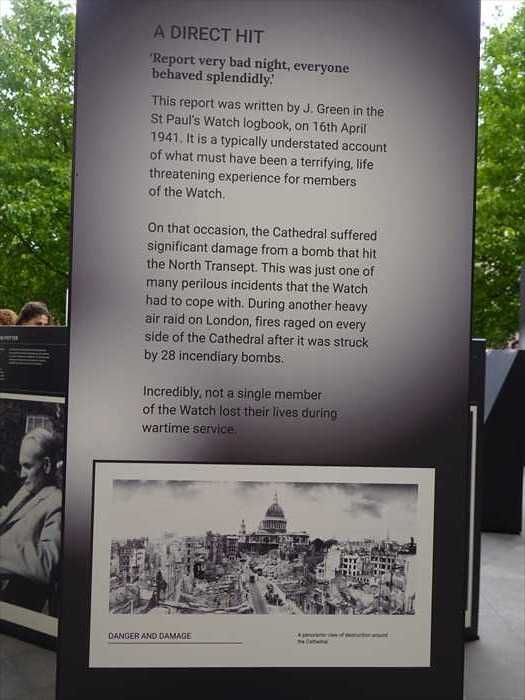 A DIRECT HIT
'Report very bad night, everyone
behaved splendidly.'
This report was written by J. Green in the
St Paul's Watch logbook, on 16th April
1941. It is a typically understated account
of what must have been a terrifying, life
threatening experience for members
of the Watch.
On that occasion, the Cathedral suffered
significant damage from a bomb that hit
the North Transept. This was just one of
many perilous incidents that the Watch
had to cope with. During another heavy
air raid on London, fires raged on every
side of the Cathedral after it was struck
by 28 incendiary bombs.
Incredibly, not a single member
of the Watch lost their lives during
wartime service.
DANGER AND DAMAGE
A panoramic view of destruction around
the Cathedral